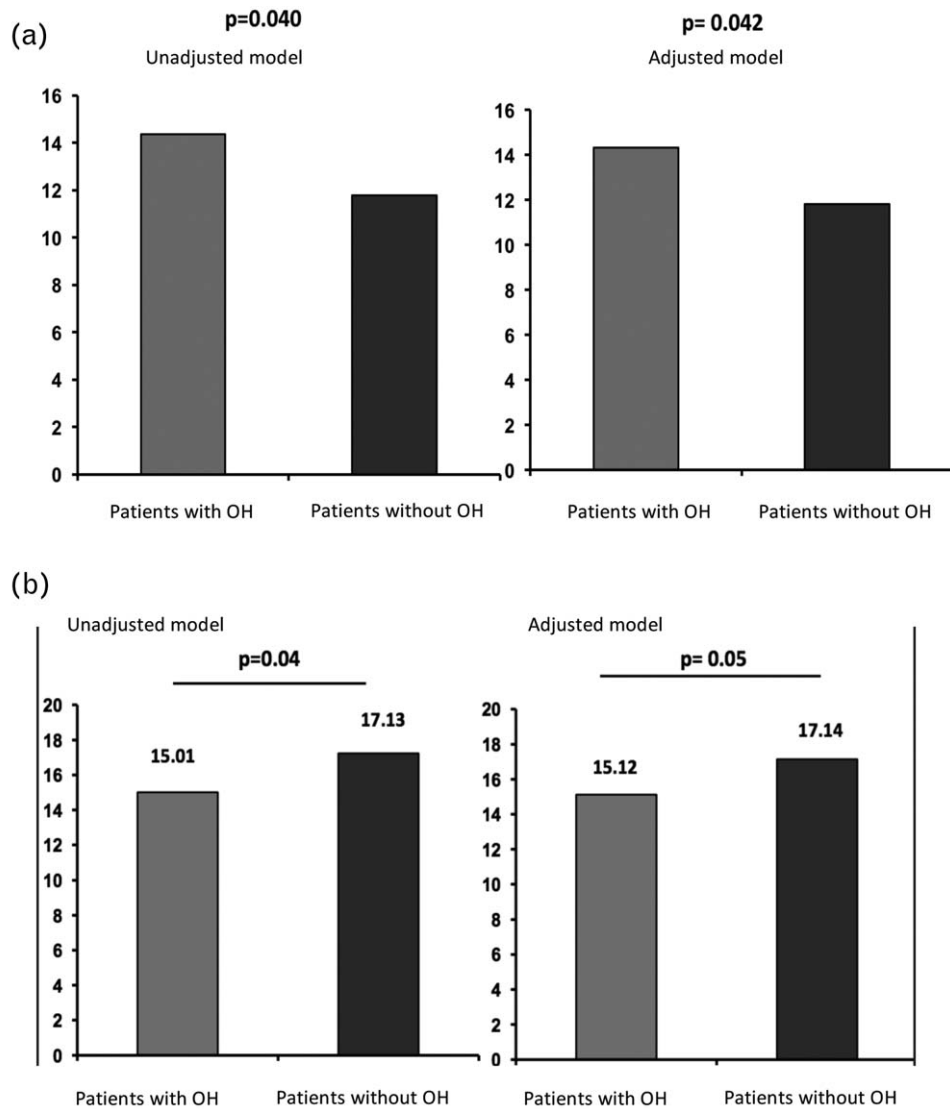 (a)
p=0.040
p= 0.042
Unadjusted model
Adjusted model
16
14
12
10
8
6
4
2
0
Patients with OH
Patients without OH
16
14
12
10
8
6
4
2
0
Patients with OH
Patients without OH
(b)
Unadjusted model
p=0.04
20
18
16
14
12
10
8
6
4
2
0
15.01
17.13
Patients with OH
Patients without OH
Adjusted model
p= 0.05
20
18
16
14
12
10
8
6
4
2
0
15.12
17.14
Patients with OH
Patients without OH